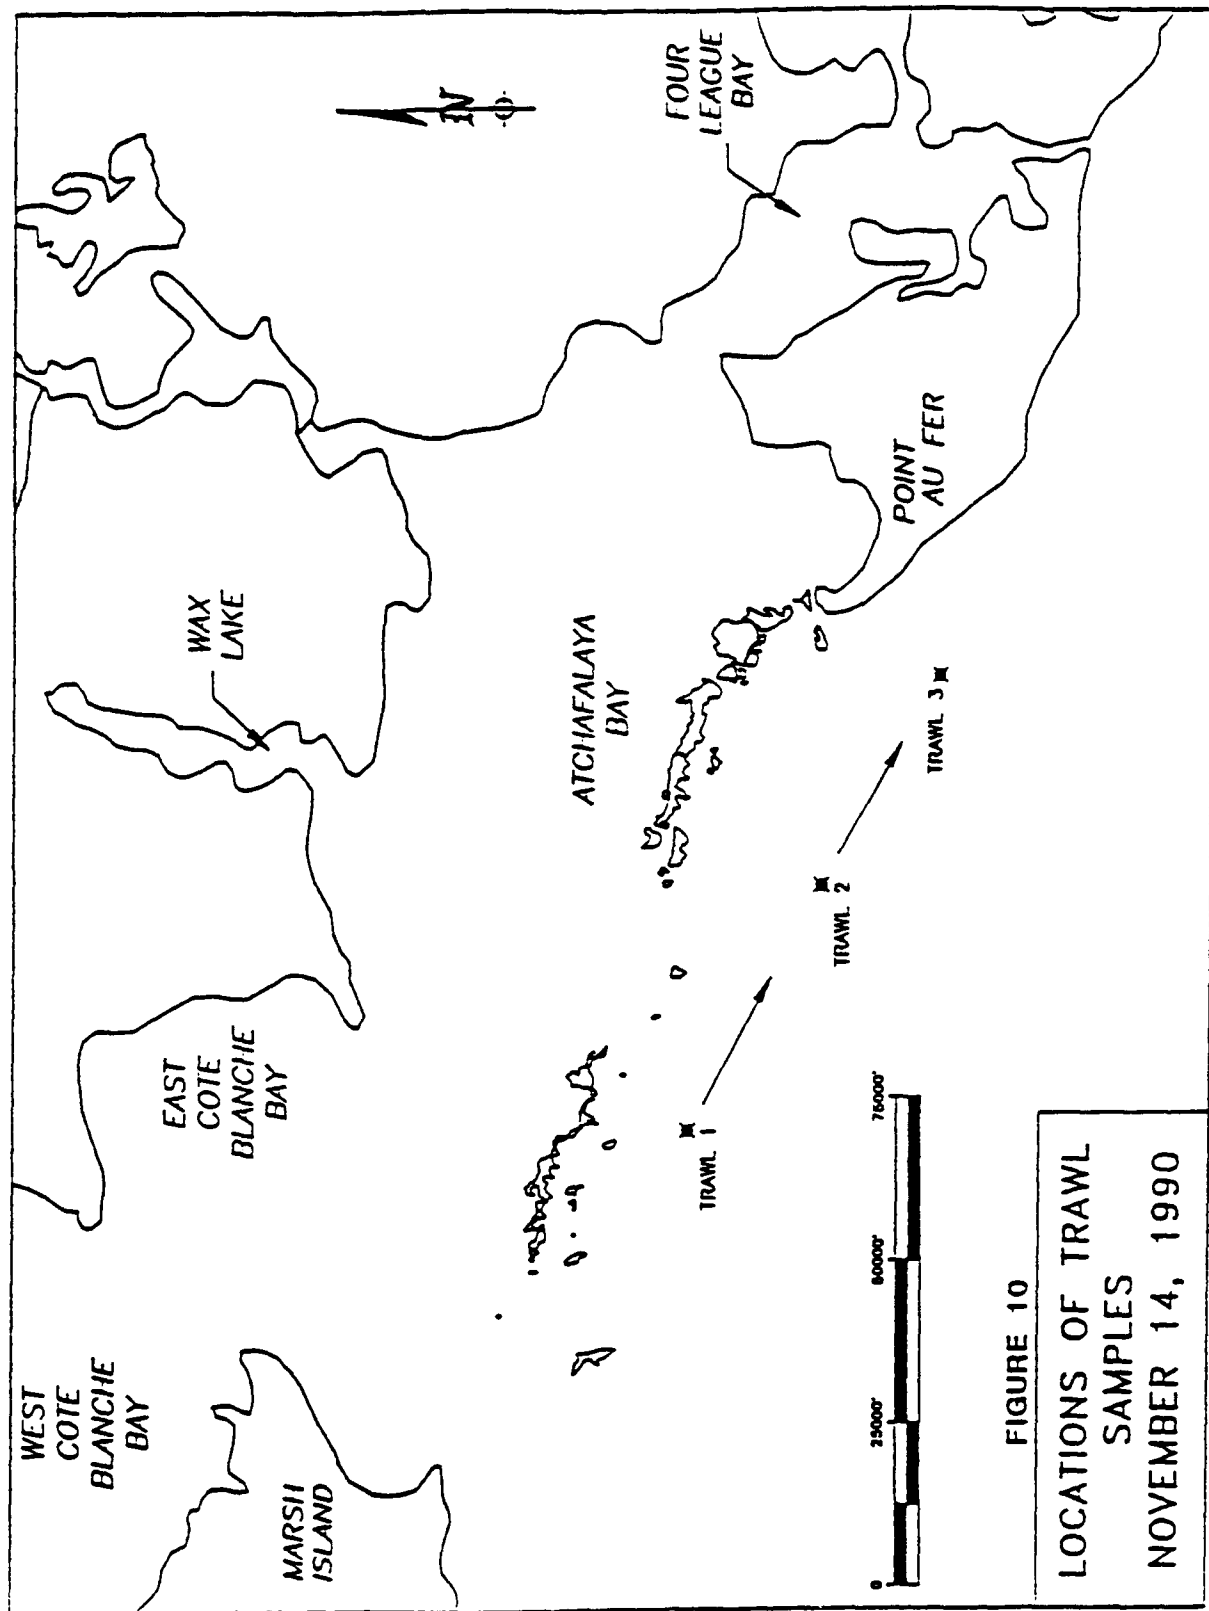 WEST
COTE
BLANCHE
BAY
MARSH
ISLAND
EAST
COTE
BLANCHE
BAY
WAX
LAKE
ATCHAFALAYA
BAY
FOUR
LEAGUE
BAY
N
POINT
AU FER
TRAWL 1
TRAWL 2
TRAWL 3
0 25000' 50000' 75000'
FIGURE 10
LOCATIONS OF TRAWL
SAMPLES
NOVEMBER 14, 1990